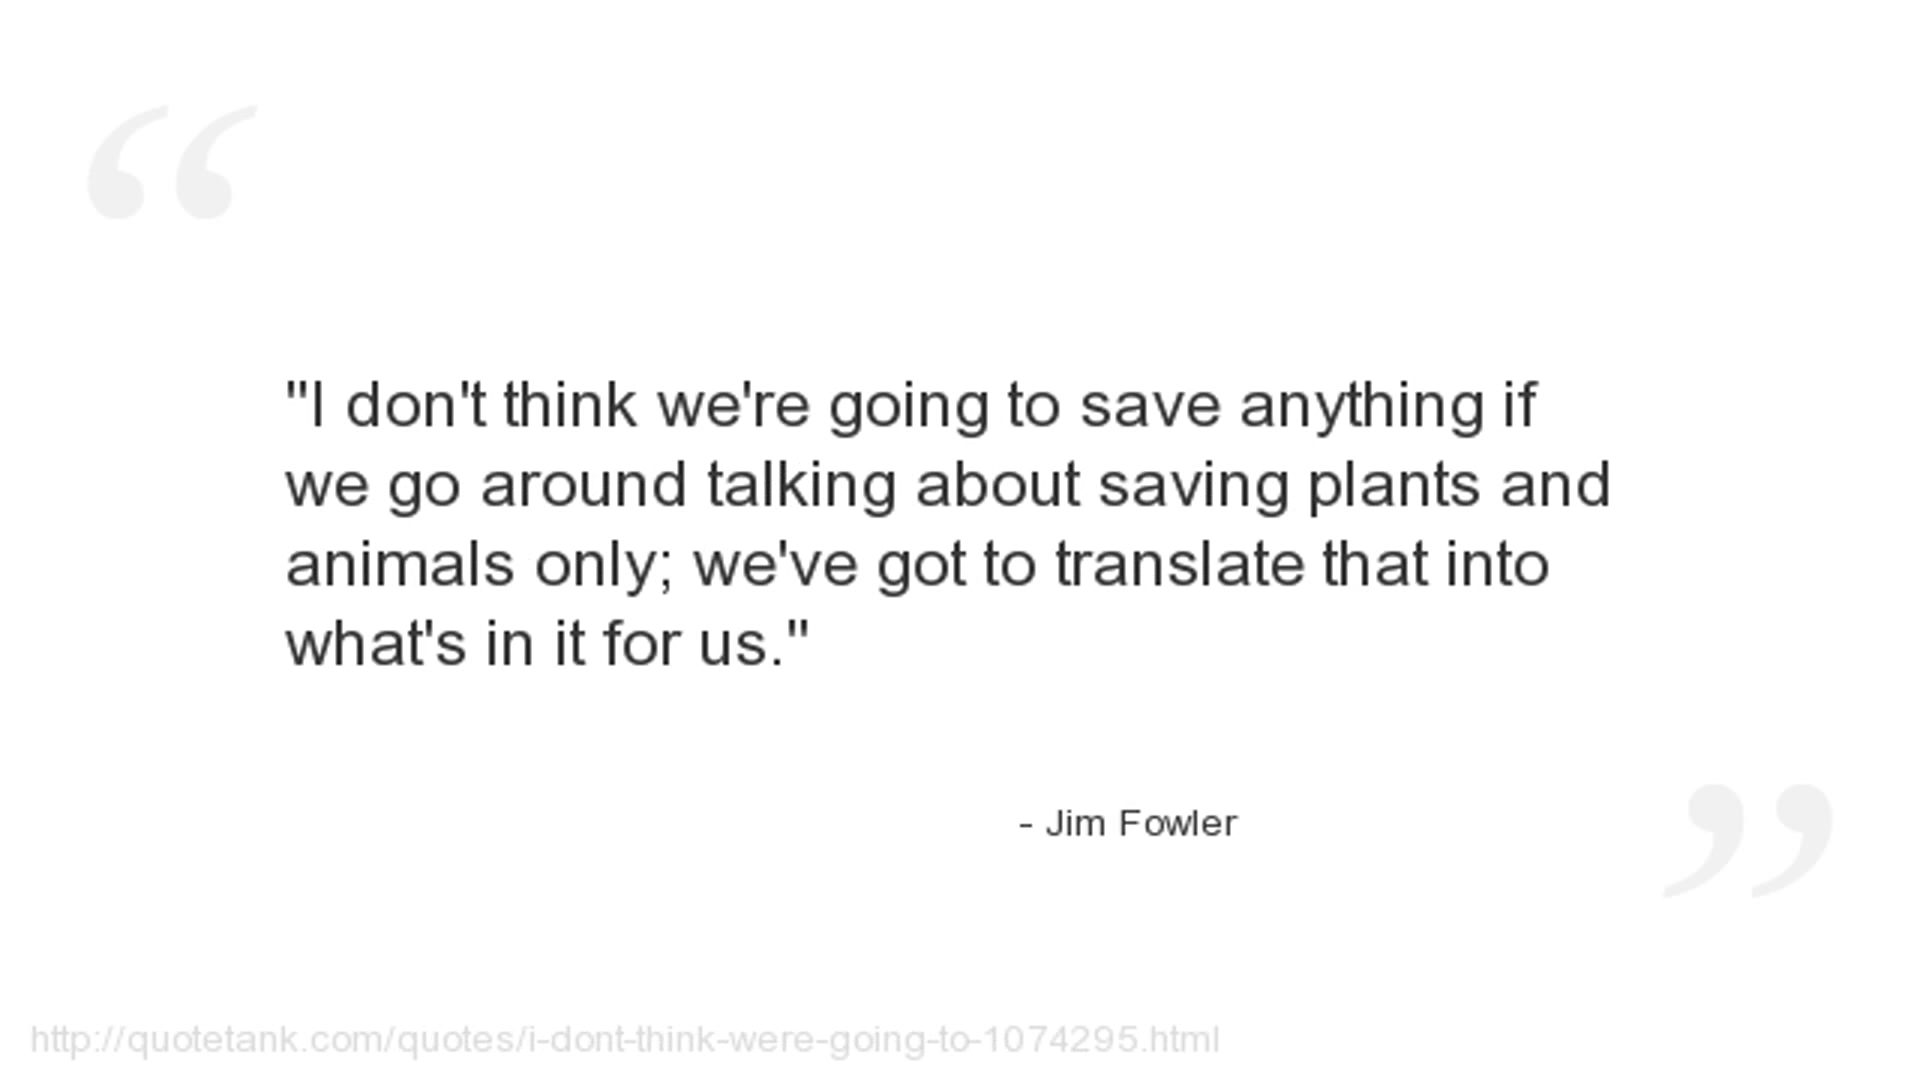 "I don't think we're going to save anything if
we go around talking about saving plants and
animals only; we've got to translate that into
what's in it for us."
- Jim Fowler
http://quotetank.com/quotes/i-dont-think-were-going-to-1074295.html